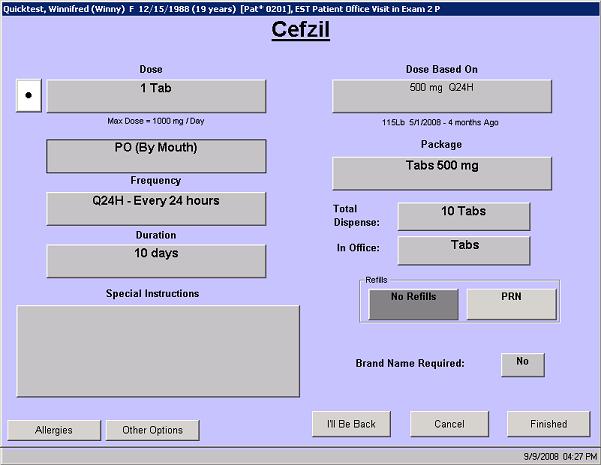 Quicktest, Winnifred (Winny)  F  12/15/1988 (19 years)  [Pat* 0201], EST Patient Office Visit in Exam 2 P
Cefzil
Dose
1 Tab
Max Dose = 1000 mg / Day
PO (By Mouth)
Frequency
Q24H - Every 24 hours
Duration
10 days
Special Instructions
Dose Based On
500 mg  Q24H
115Lb  5/1/2008 - 4 months Ago
Package
Tabs 500 mg
Total Dispense:
10 Tabs
In Office:
Tabs
Refills
No Refills
PRN
Brand Name Required:
No
Allergies
Other Options
I'll Be Back
Cancel
Finished
9/9/2008 04:27 PM